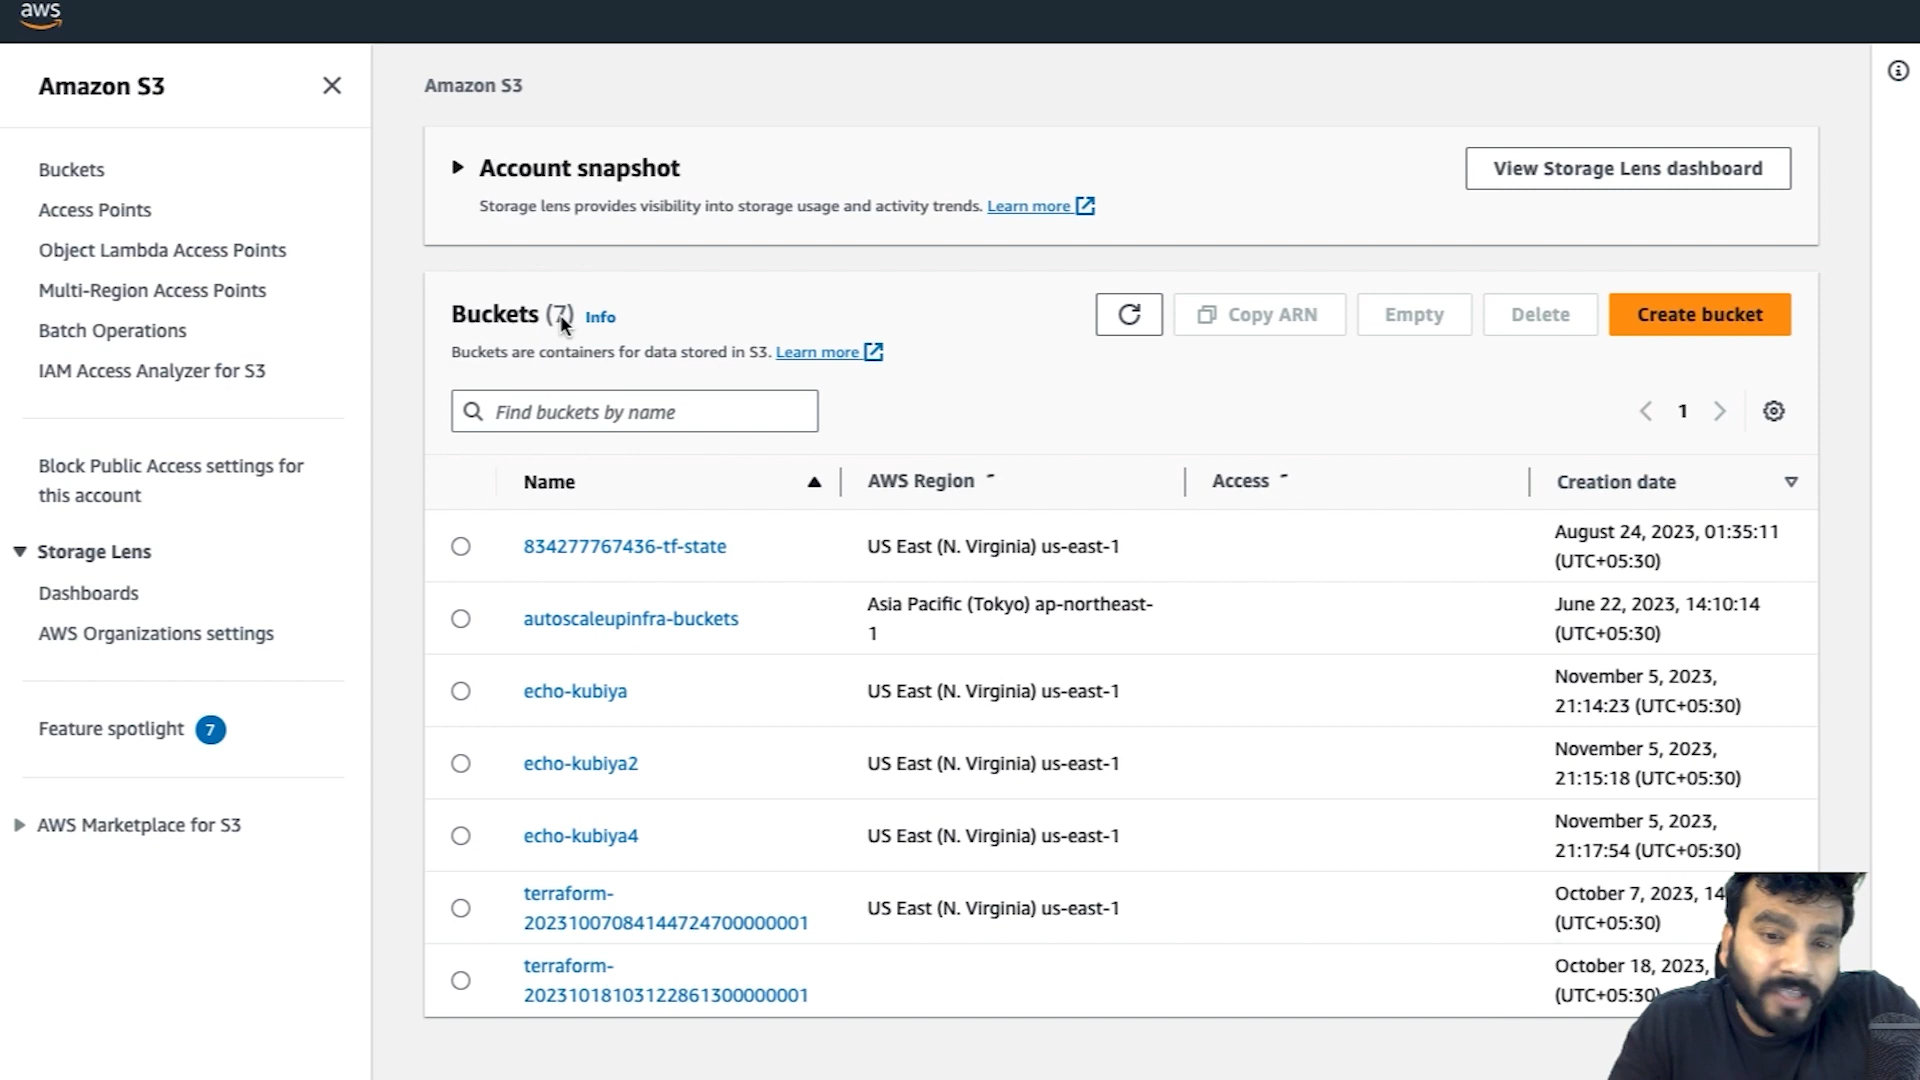 aws
Amazon S3
Buckets
Access Points
Object Lambda Access Points
Multi-Region Access Points
Batch Operations
IAM Access Analyzer for S3
Block Public Access settings for
this account
Storage Lens
Dashboards
AWS Organizations settings
Feature spotlight 7
AWS Marketplace for S3
Amazon S3
Account snapshot
View Storage Lens dashboard
Storage lens provides visibility into storage usage and activity trends. Learn more
Buckets (7) Info
Copy ARN
Empty
Delete
Create bucket
Buckets are containers for data stored in S3. Learn more
Find buckets by name
1
Name AWS Region Access Creation date
834277767436-tf-state US East (N. Virginia) us-east-1 August 24, 2023, 01:35:11
(UTC+05:30)
autoscaleupinfra-buckets Asia Pacific (Tokyo) ap-northeast- June 22, 2023, 14:10:14
1 (UTC+05:30)
echo-kubiya US East (N. Virginia) us-east-1 November 5, 2023,
21:14:23 (UTC+05:30)
echo-kubiya2 US East (N. Virginia) us-east-1 November 5, 2023,
21:15:18 (UTC+05:30)
echo-kubiya4 US East (N. Virginia) us-east-1 November 5, 2023,
21:17:54 (UTC+05:30)
terraform- US East (N. Virginia) us-east-1 October 7, 2023, 14
20231007084144724700000001 (UTC+05:30)
terraform- October 18, 2023,
20231018103122861300000001 (UTC+05:30)